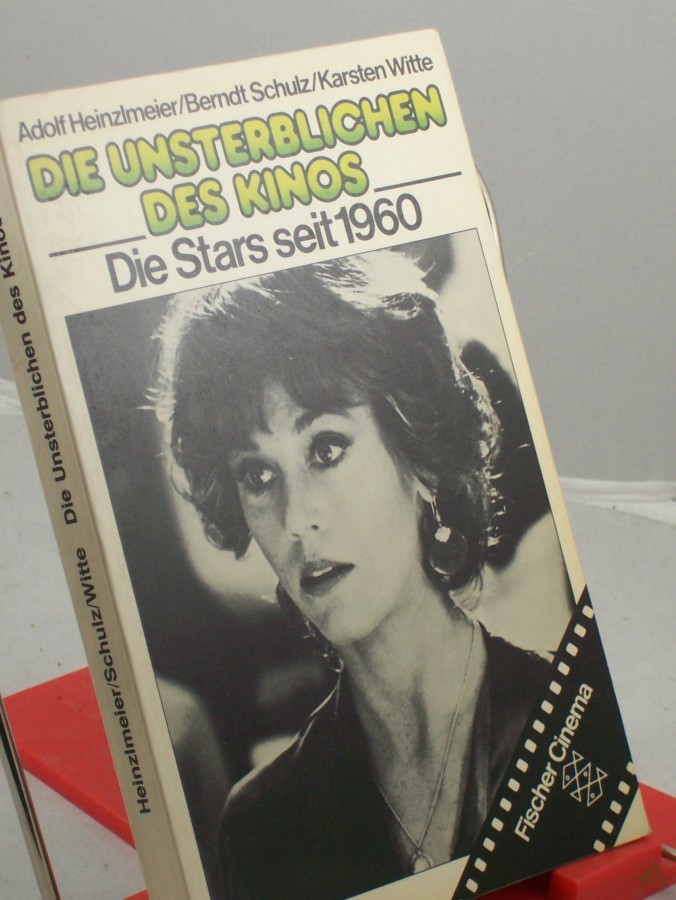 Adolf Heinzlmeier/Berndt Schulz/Karsten Witte
DIE UNSTERBLICHEN
DES KINOS
Die Stars seit 1960
Fischer Cinema
Heinzlmeier/Schulz/Witte Die Unsterblichen des Kinos